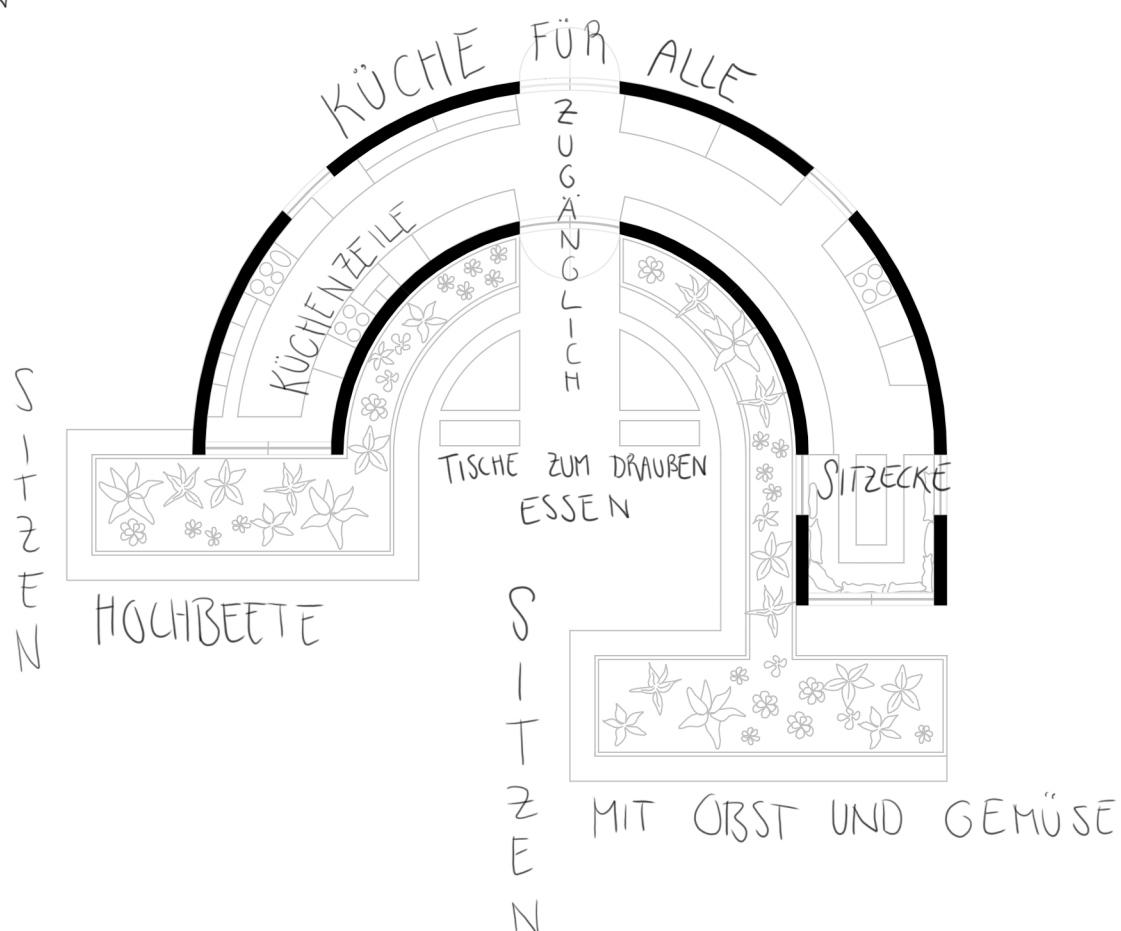 KÜCHE FÜR ALLE
ZUGÄNGLICH
KÜCHENZEILE
SITZEN
TISCHE ZUM DRAUßEN
ESSEN
SITZECKE
HOCHBEETE
SITZEN
MIT OBST UND GEMÜSE